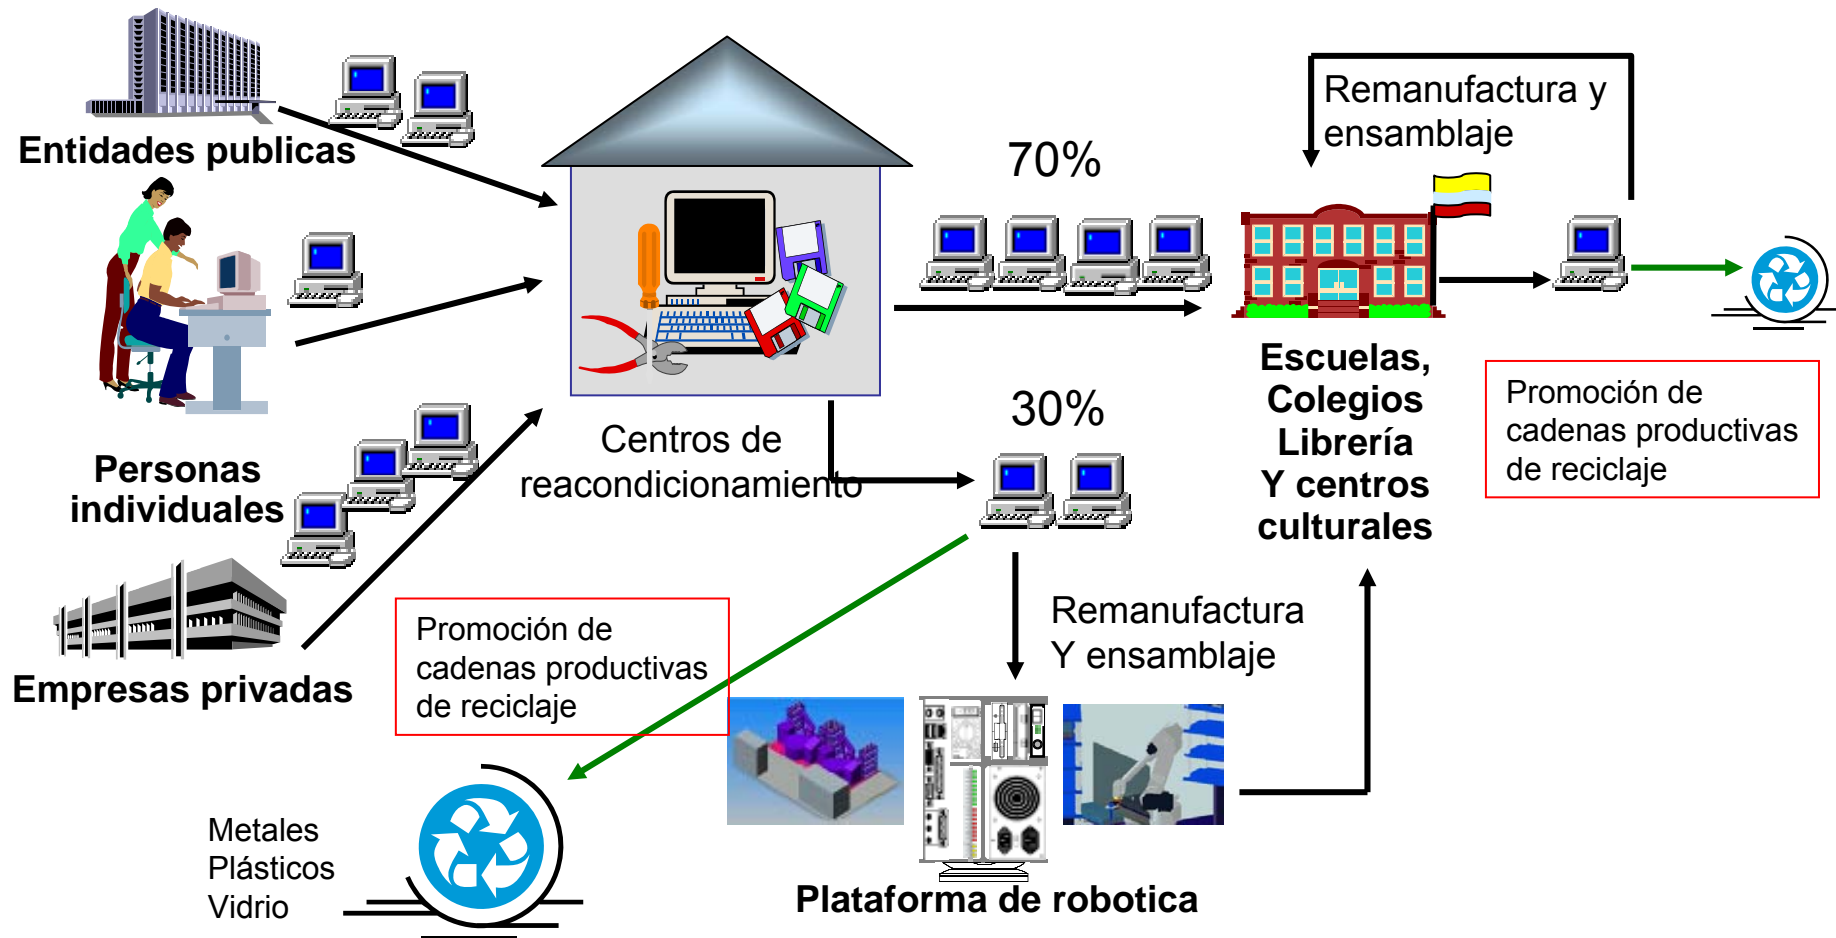 Entidades publicas
Personas
individuales
Empresas privadas
Centros de
reacondicionamiento
70%
30%
Remanufactura y
ensamblaje
Escuelas,
Colegios
Librería
Y centros
culturales
Promoción de
cadenas productivas
de reciclaje
Remanufactura
Y ensamblaje
Promoción de
cadenas productivas
de reciclaje
Metales
Plásticos
Vidrio
Plataforma de robotica